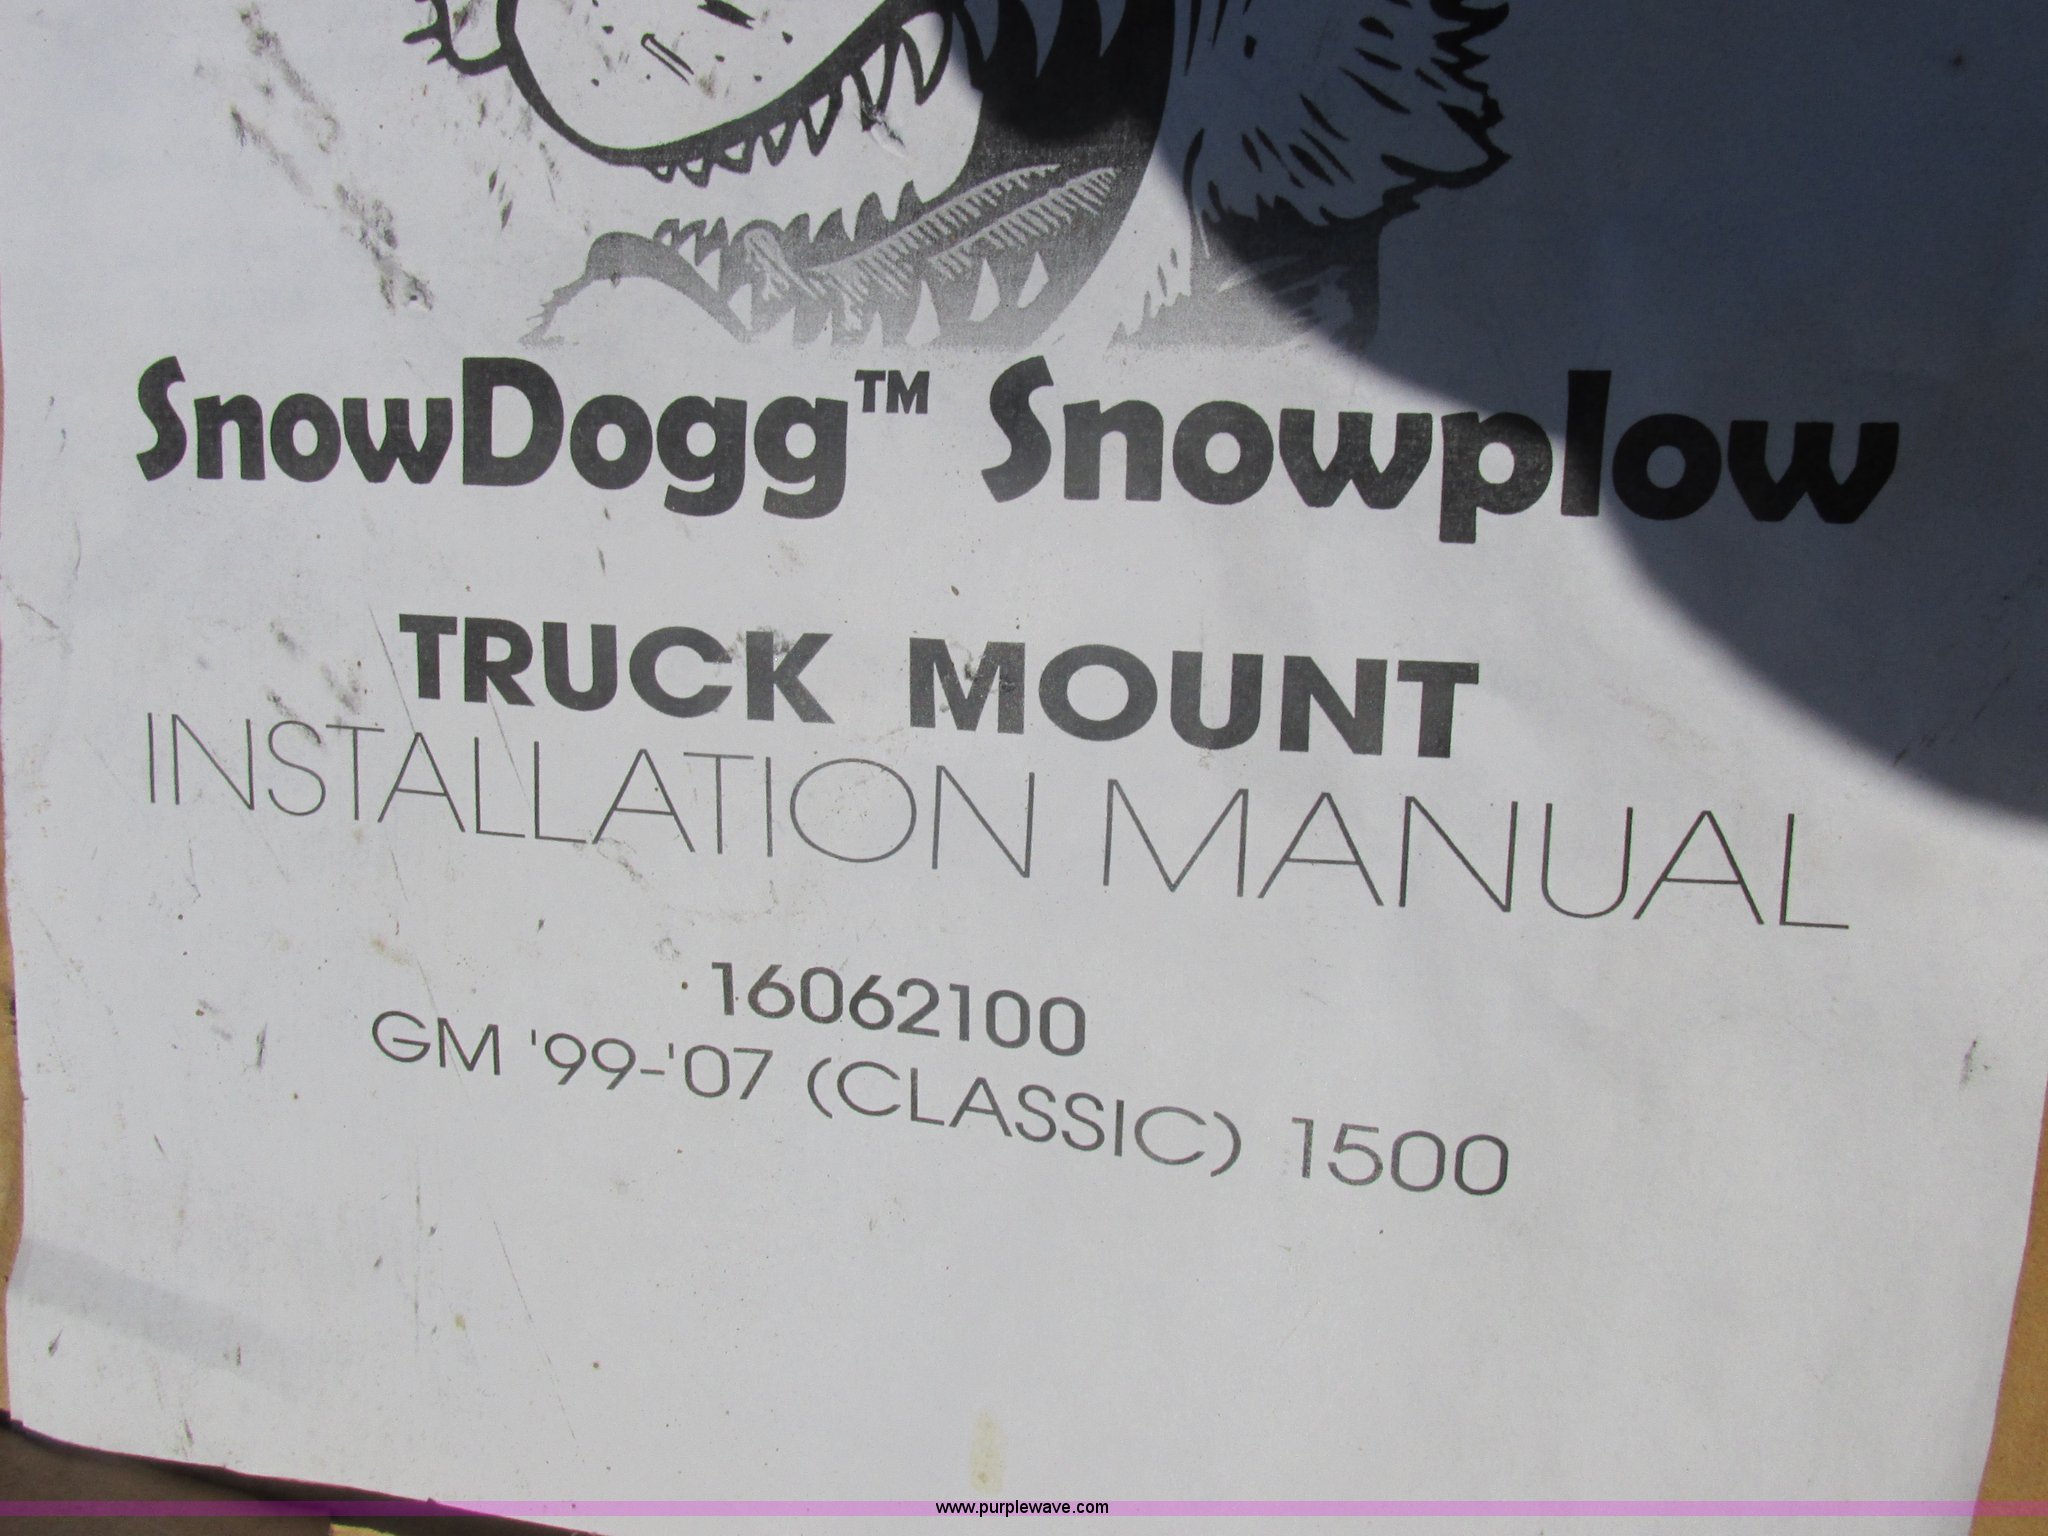 SnowDogg™ Snowplow
TRUCK MOUNT
INSTALLATION MANUAL
16062100
GM '99-'07 (CLASSIC) 1500
www.purplewave.com